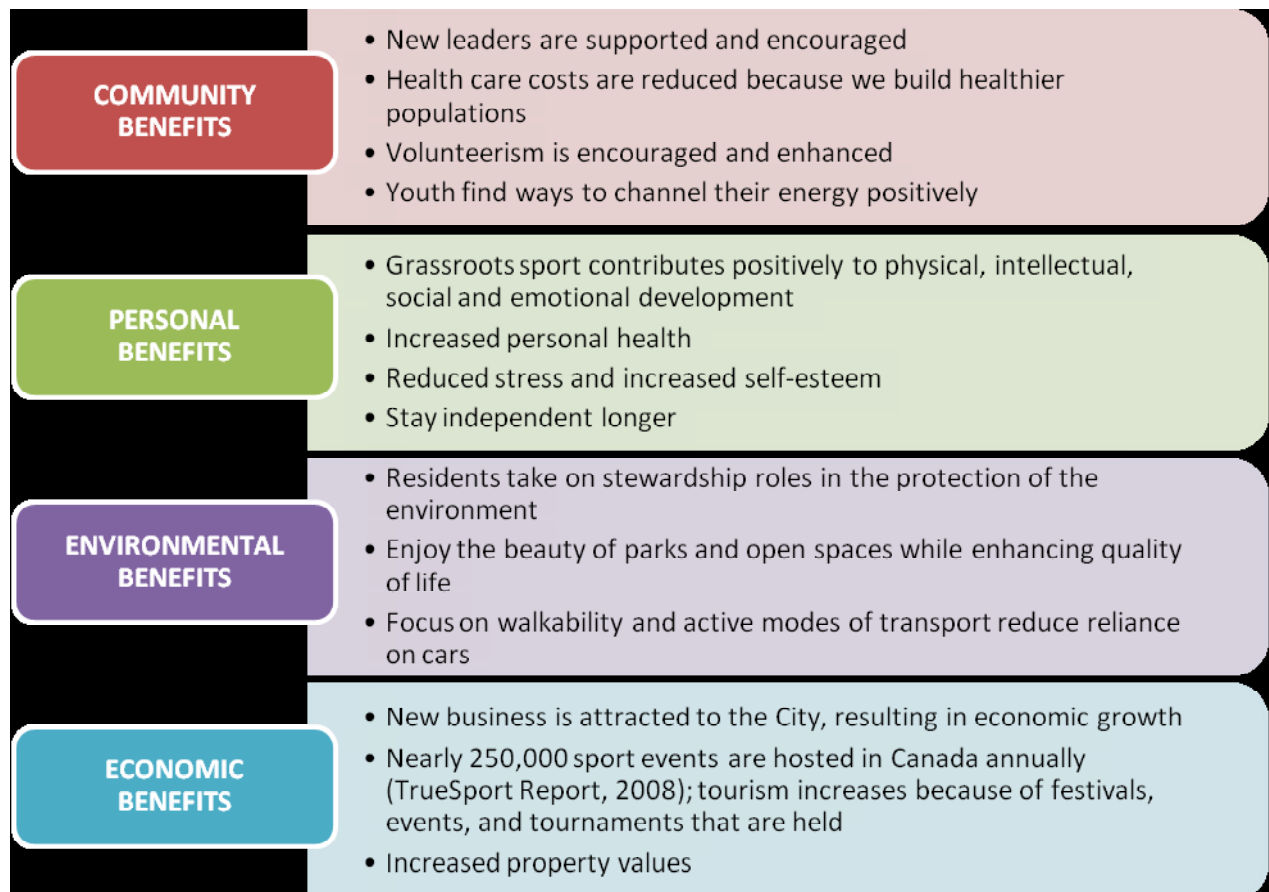 COMMUNITY
BENEFITS
• New leaders are supported and encouraged
• Health care costs are reduced because we build healthier
populations
• Volunteerism is encouraged and enhanced
• Youth find ways to channel their energy positively
PERSONAL
BENEFITS
• Grassroots sport contributes positively to physical, intellectual,
social and emotional development
• Increased personal health
• Reduced stress and increased self-esteem
• Stay independent longer
ENVIRONMENTAL
BENEFITS
• Residents take on stewardship roles in the protection of the
environment
• Enjoy the beauty of parks and open spaces while enhancing quality
of life
• Focus on walkability and active modes of transport reduce reliance
on cars
ECONOMIC
BENEFITS
• New business is attracted to the City, resulting in economic growth
• Nearly 250,000 sport events are hosted in Canada annually
(TrueSport Report, 2008); tourism increases because of festivals,
events, and tournaments that are held
• Increased property values